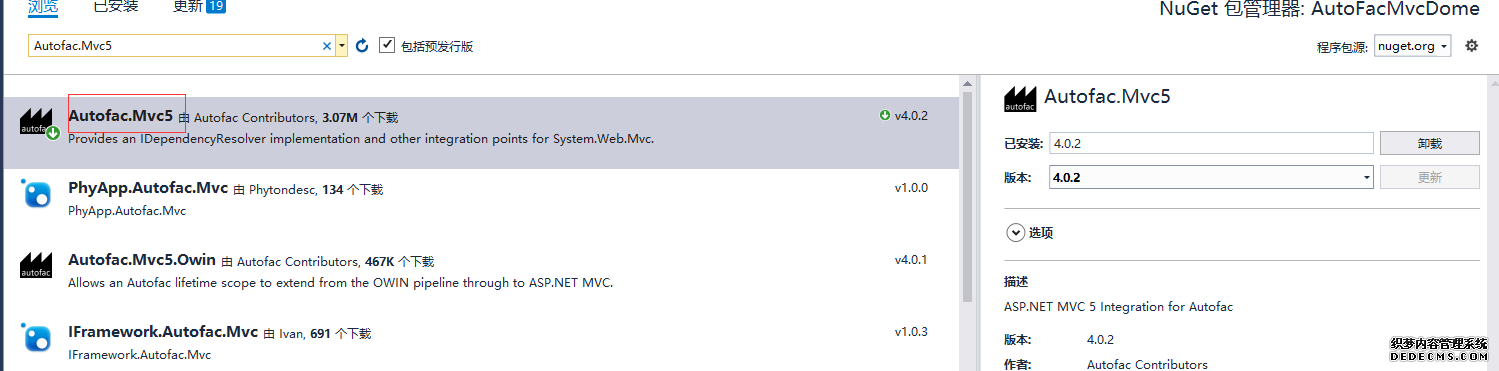 浏览 已安装 更新 19
NuGet 包管理器: AutoFacMvcDome
Autofac.Mvc5 包括预发行版
程序包源: nuget.org
Autofac.Mvc5 由 Autofac Contributors, 3.07M 个下载 v4.0.2
Provides an IDependencyResolver implementation and other integration points for System.Web.Mvc.
PhyApp.Autofac.Mvc 由 Phytondesc, 134 个下载 v1.0.0
PhyApp.Autofac.Mvc
Autofac.Mvc5.Owin 由 Autofac Contributors, 467K 个下载 v4.0.1
Allows an Autofac lifetime scope to extend from the OWIN pipeline through to ASP.NET MVC.
IFramework.Autofac.Mvc 由 Ivan, 691 个下载 v1.0.3
IFramework.Autofac.Mvc
autofac
autofac
autofac
Autofac.Mvc5
已安装: 4.0.2 卸载
版本: 4.0.2 更新
选项
描述
ASP.NET MVC 5 Integration for Autofac
版本: 4.0.2
作者: Autofac Contributors
织梦内容管理系统
DEDECMS.COM